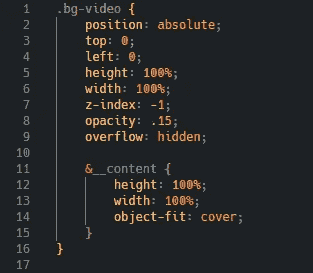 1 .bg-video {
2     position: absolute;
3     top: 0;
4     left: 0;
5     height: 100%;
6     width: 100%;
7     z-index: -1;
8     opacity: .15;
9     overflow: hidden;
10
11     &__content {
12         height: 100%;
13         width: 100%;
14         object-fit: cover;
15     }
16 }
17